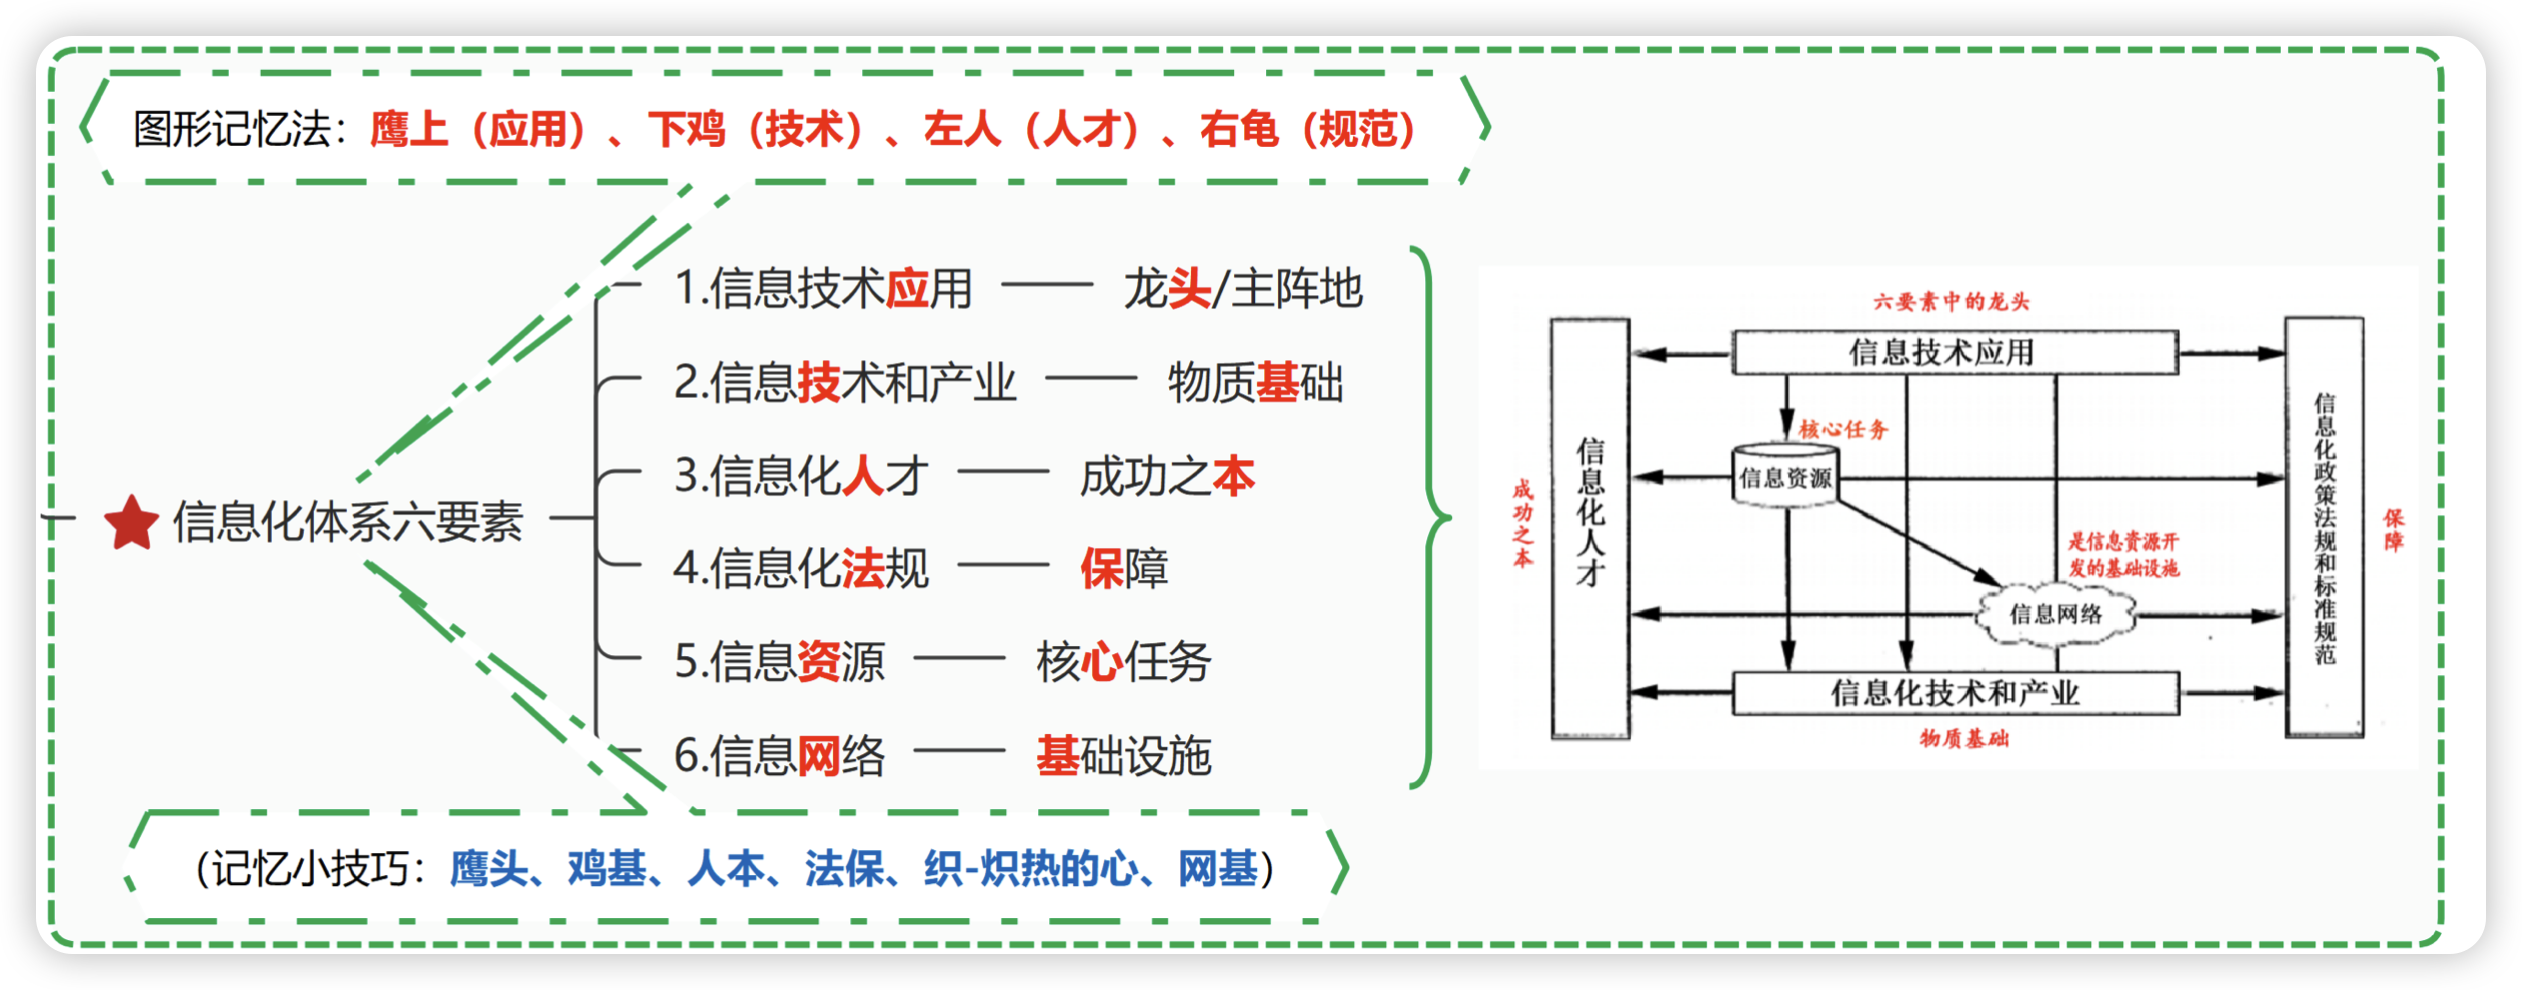 图形记忆法：鹰上（应用）、下鸡（技术）、左人（人才）、右龟（规范）
1.信息技术应用 龙头/主阵地
2.信息技术和产业 物质基础
3.信息化人才 成功之本
信息化体系六要素
4.信息化法规 保障
5.信息资源 核心任务
6.信息网络 基础设施
（记忆小技巧：鹰头、鸡基、人本、法保、织-炽热的心、网基）
六要素中的龙头
信息技术应用
核心任务
信息资源
成功之本
信息化人才
是信息资源开
发的基础设施
信息网络
信息化政策法规和标准规范
保障
信息化技术和产业
物质基础